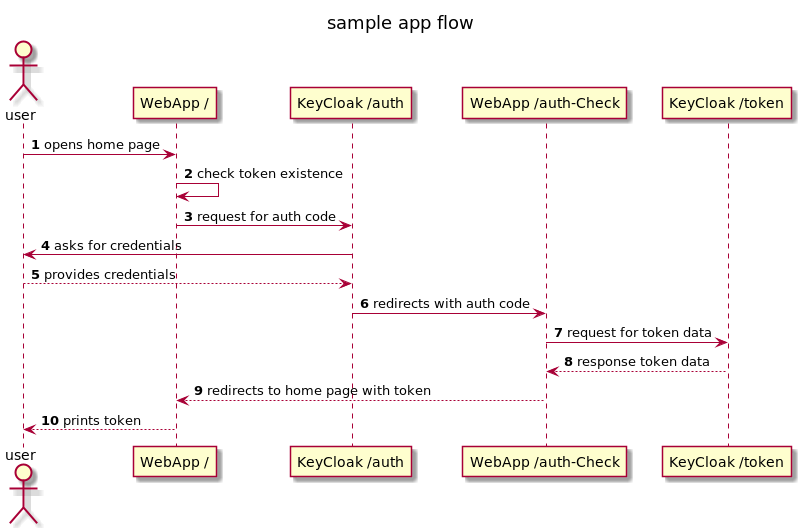 sample app flow
user
WebApp /
KeyCloak /auth
WebApp /auth-Check
KeyCloak /token
1 opens home page
2 check token existence
3 request for auth code
4 asks for credentials
5 provides credentials
6 redirects with auth code
7 request for token data
8 response token data
9 redirects to home page with token
10 prints token
user
WebApp /
KeyCloak /auth
WebApp /auth-Check
KeyCloak /token